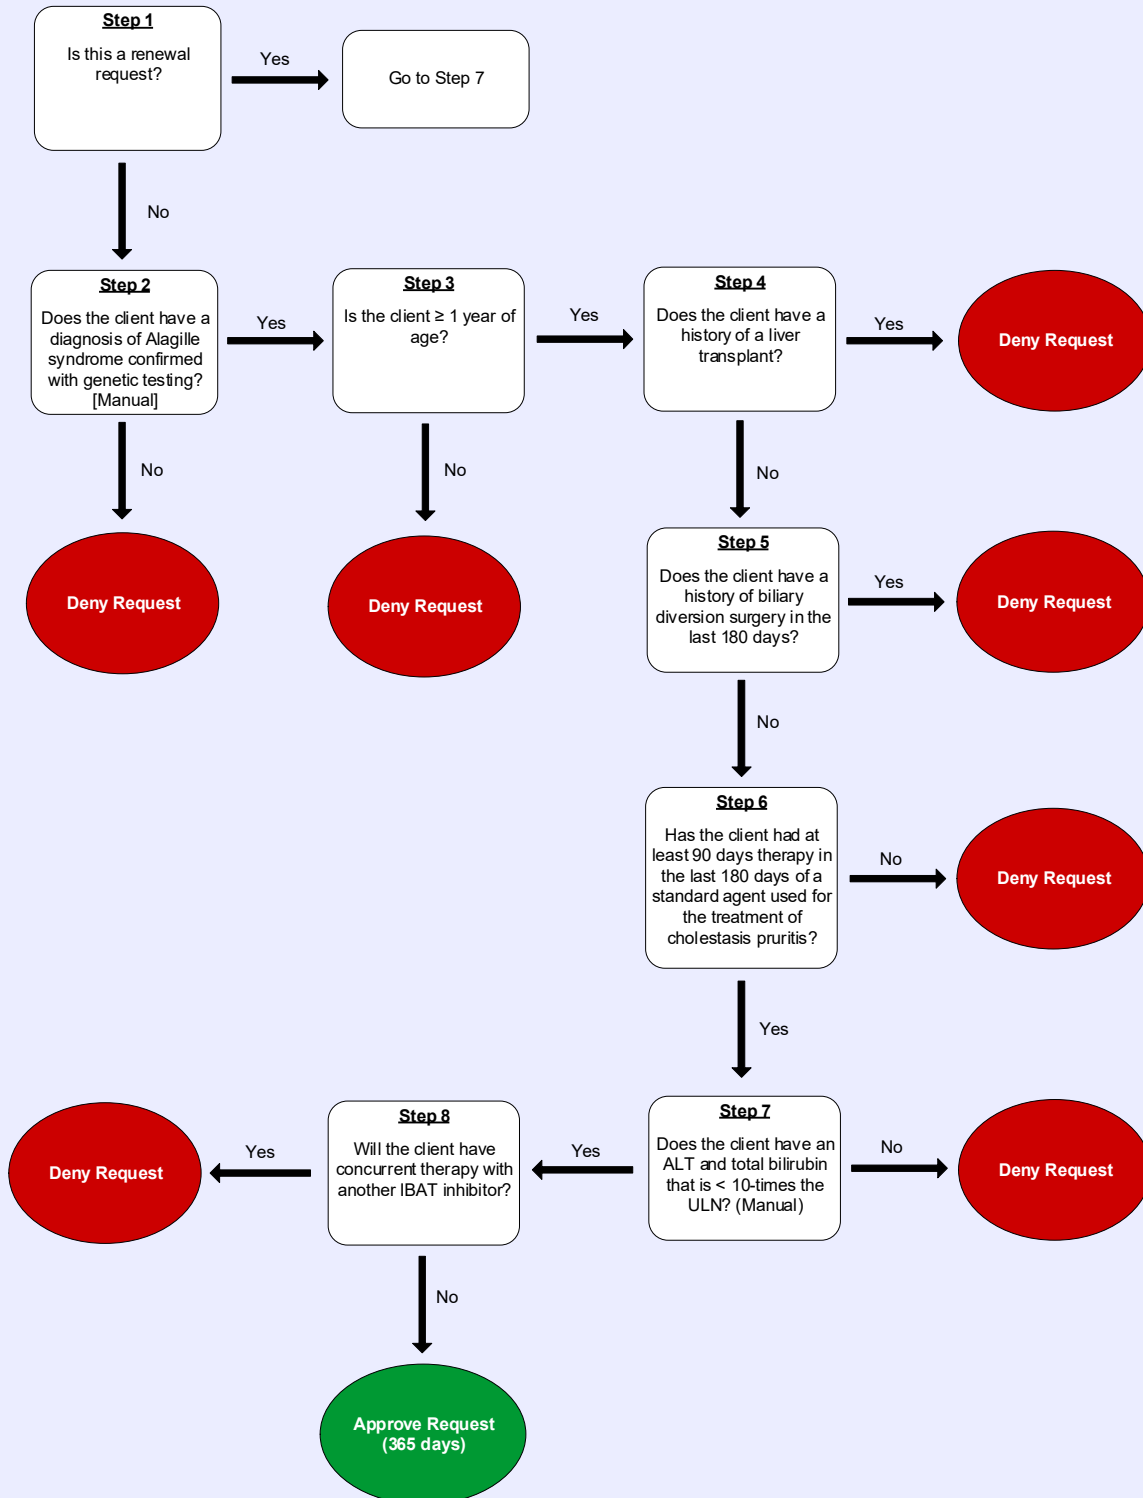 Step 1
Is this a renewal
request?
Yes
Go to Step 7
No
Step 2
Does the client have a
diagnosis of Alagille
syndrome confirmed
with genetic testing?
[Manual]
Yes
Step 3
Is the client ≥ 1 year of
age?
Yes
Step 4
Does the client have a
history of a liver
transplant?
Yes
Deny Request
No
No
No
Deny Request
Deny Request
Step 5
Does the client have a
history of biliary
diversion surgery in the
last 180 days?
Yes
Deny Request
No
Step 6
Has the client had at
least 90 days therapy in
the last 180 days of a
standard agent used for
the treatment of
cholestasis pruritis?
No
Deny Request
Yes
Step 7
Does the client have an
ALT and total bilirubin
that is < 10-times the
ULN? (Manual)
No
Deny Request
Yes
Step 8
Will the client have
concurrent therapy with
another IBAT inhibitor?
Yes
Deny Request
No
Approve Request
(365 days)